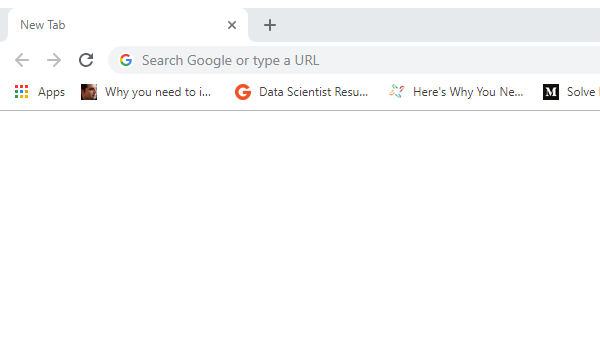 New Tab
Search Google or type a URL
Apps Why you need to i... Data Scientist Resu... Here's Why You Ne... Solve